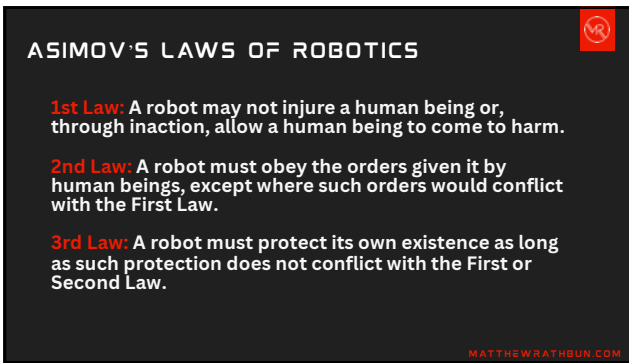 VR
ASIMOV'S LAWS OF ROBOTICS
1st Law: A robot may not injure a human being or,
through inaction, allow a human being to come to harm.
2nd Law: A robot must obey the orders given it by
human beings, except where such orders would conflict
with the First Law.
3rd Law: A robot must protect its own existence as long
as such protection does not conflict with the First or
Second Law.
MATTHEWRATHBUN.COM